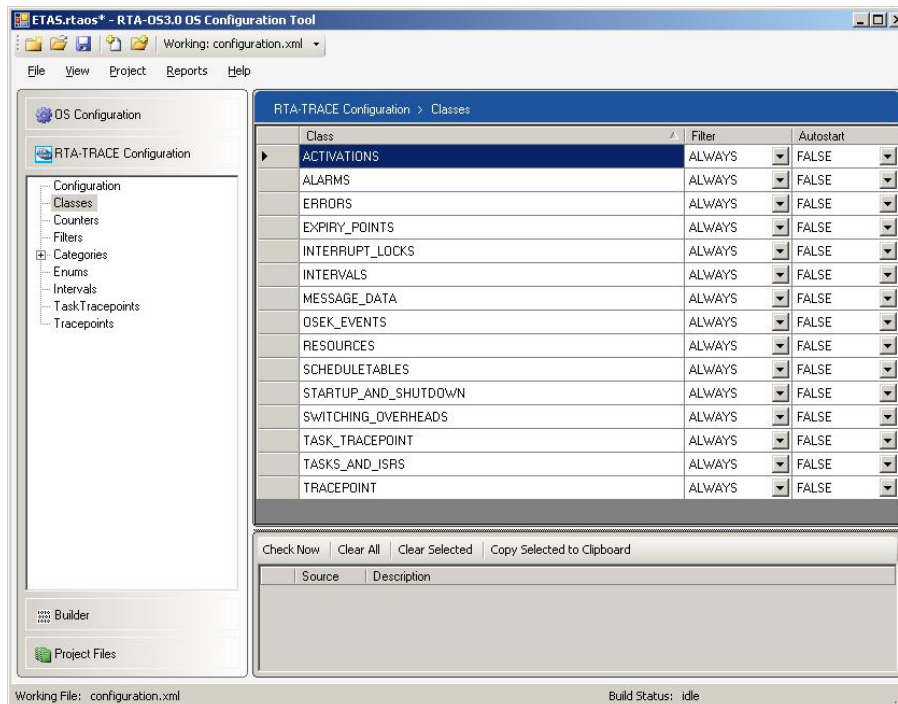 ETAS.rtaos* - RTA-OS3.0 OS Configuration Tool
Working: configuration.xml
File View Project Reports Help
OS Configuration
RTA-TRACE Configuration
Configuration
Classes
Counters
Filters
Categories
Enums
Intervals
TaskTracepoints
Tracepoints
Builder
Project Files
RTA-TRACE Configuration > Classes
Class Filter Autostart
ACTIVATIONS ALWAYS FALSE
ALARMS ALWAYS FALSE
ERRORS ALWAYS FALSE
EXPIRY_POINTS ALWAYS FALSE
INTERRUPT_LOCKS ALWAYS FALSE
INTERVALS ALWAYS FALSE
MESSAGE_DATA ALWAYS FALSE
OSEK_EVENTS ALWAYS FALSE
RESOURCES ALWAYS FALSE
SCHEDULETABLES ALWAYS FALSE
STARTUP_AND_SHUTDOWN ALWAYS FALSE
SWITCHING_OVERHEADS ALWAYS FALSE
TASK_TRACEPOINT ALWAYS FALSE
TASKS_AND_ISRS ALWAYS FALSE
TRACEPOINT ALWAYS FALSE
Check Now Clear All Clear Selected Copy Selected to Clipboard
Source Description
Working File: configuration.xml Build Status: idle